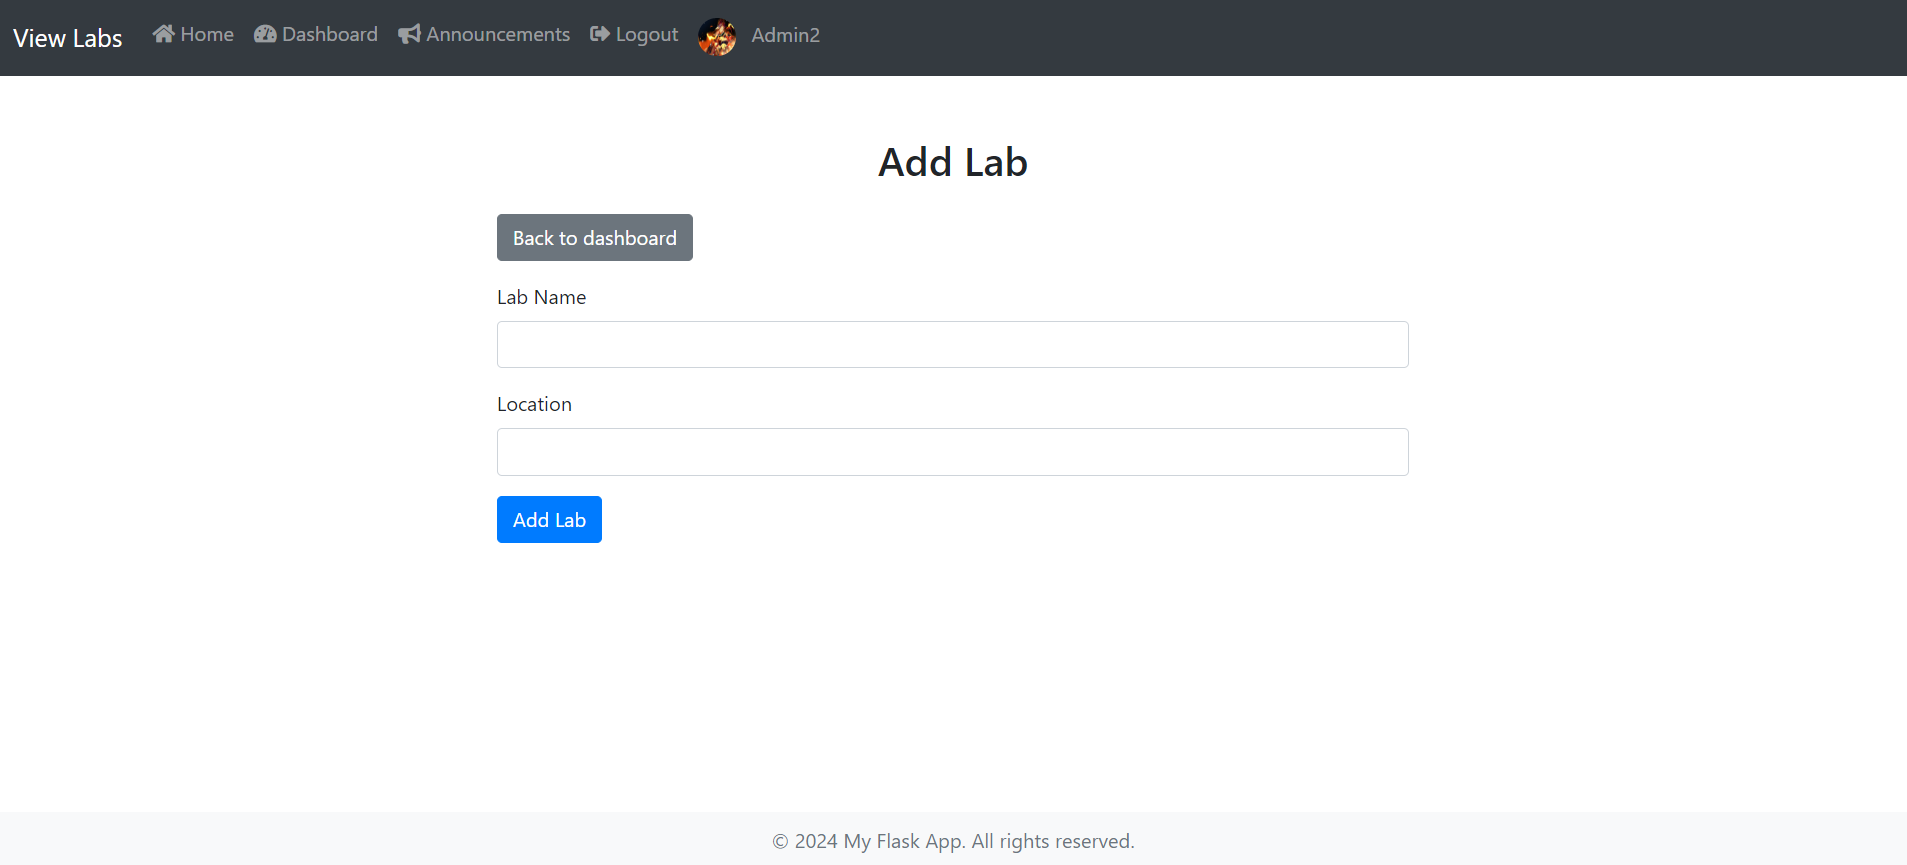 View Labs Home Dashboard Announcements Logout Admin2
Add Lab
Back to dashboard
Lab Name
Location
Add Lab
© 2024 My Flask App. All rights reserved.